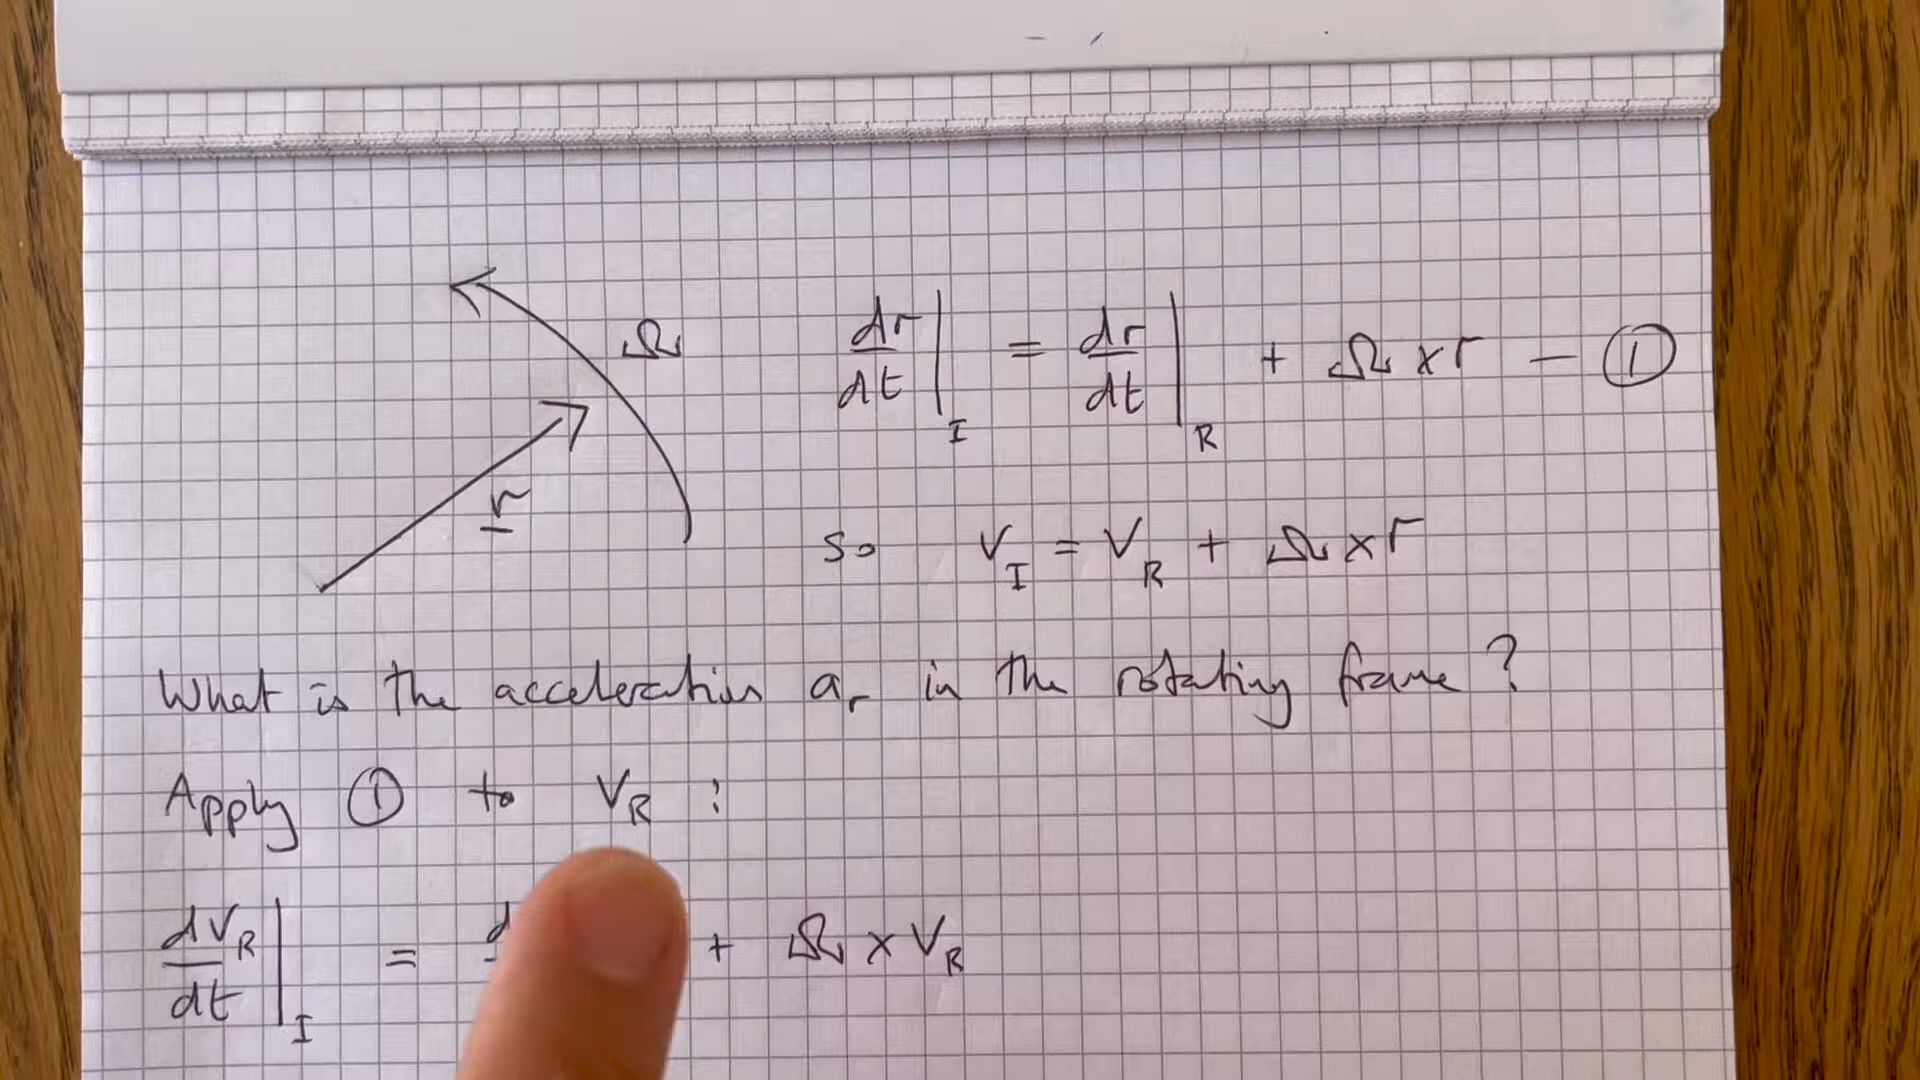 Ω
r
dr/dt|I = dr/dt|R + Ω × r — ①
so VI = VR + Ω × r
What is the acceleration ar in the rotating frame?
Apply ① to VR :
dVR/dt|I = d + Ω × VR